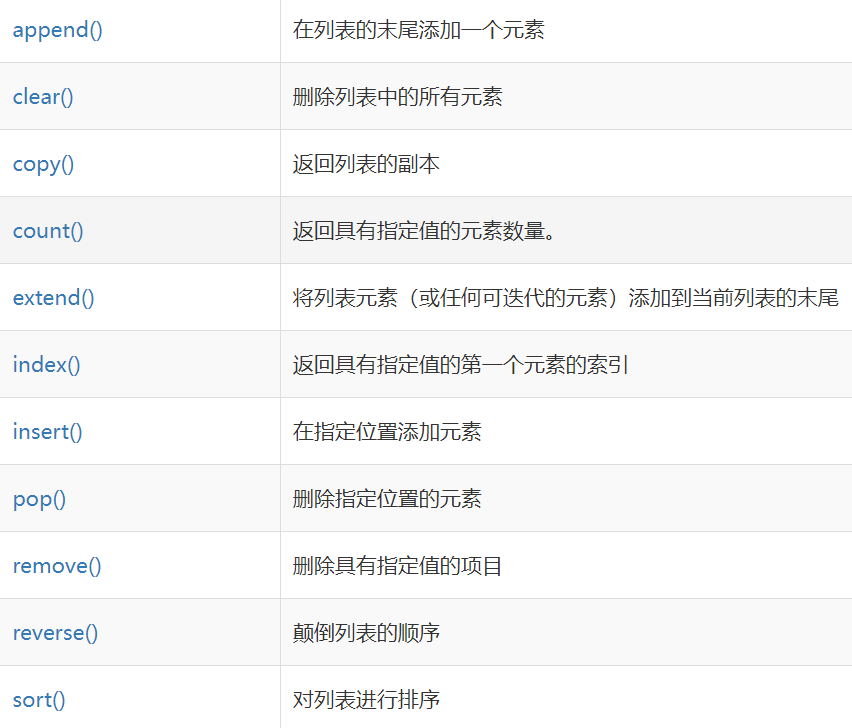 append() 在列表的末尾添加一个元素
clear() 删除列表中的所有元素
copy() 返回列表的副本
count() 返回具有指定值的元素数量。
extend() 将列表元素（或任何可迭代的元素）添加到当前列表的末尾
index() 返回具有指定值的第一个元素的索引
insert() 在指定位置添加元素
pop() 删除指定位置的元素
remove() 删除具有指定值的项目
reverse() 颠倒列表的顺序
sort() 对列表进行排序